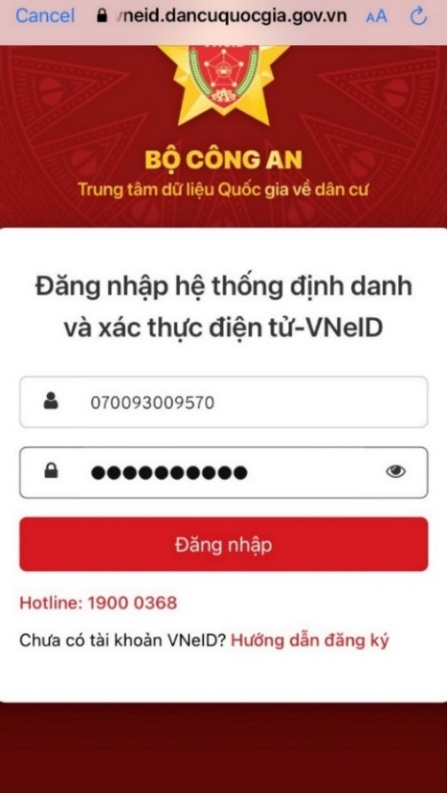 Cancel neid.dancuquocgia.gov.vn AA
BỘ CÔNG AN
Trung tâm dữ liệu Quốc gia về dân cư
Đăng nhập hệ thống định danh
và xác thực điện tử-VNeID
070093009570
●●●●●●●●●●
Đăng nhập
Hotline: 1900 0368
Chưa có tài khoản VNeID? Hướng dẫn đăng ký